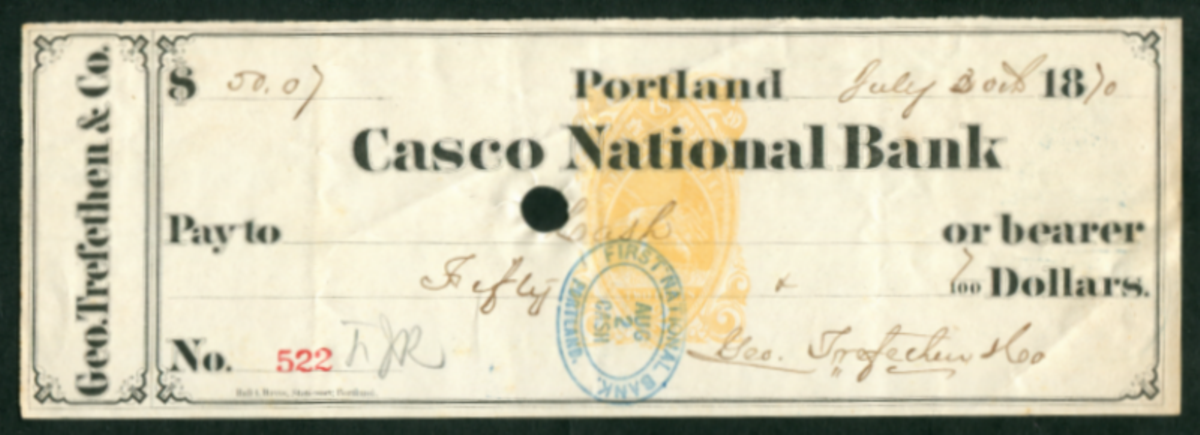 Geo. Trefethen & Co.
$ 50.07 Portland July 30th 1870
Casco National Bank
Pay to Cash or bearer
Fifty & 7/100 Dollars.
FIRST NATIONAL BANK. PORTLAND.
AUG 2 CASH
No. 522
Geo. Trefethen & Co